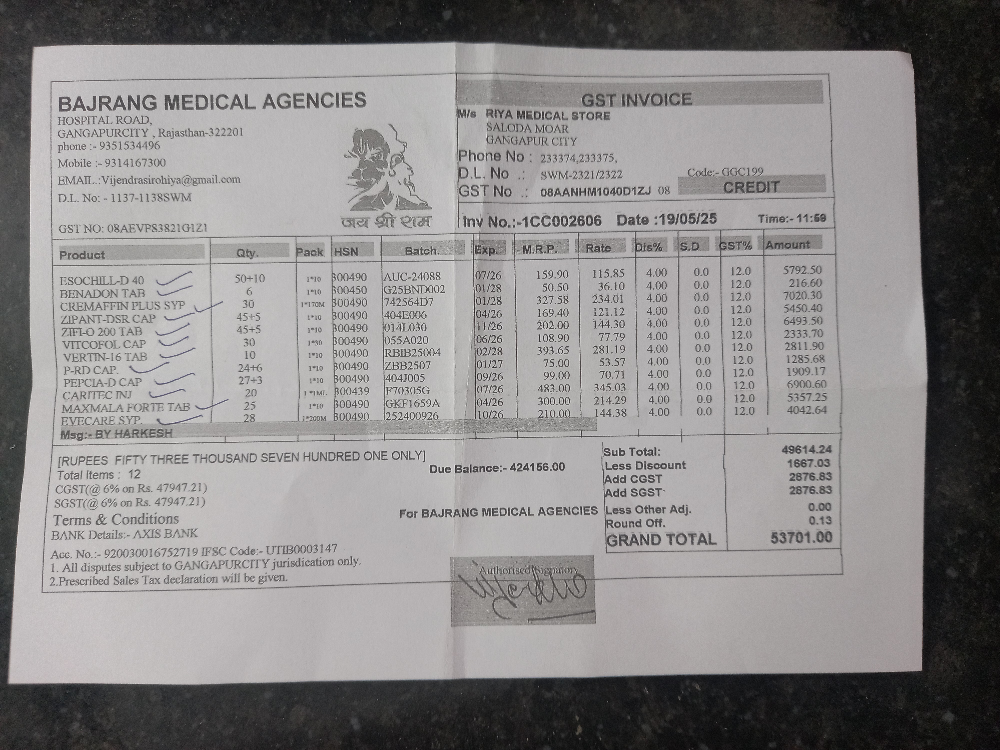 BAJRANG MEDICAL AGENCIES
HOSPITAL ROAD,
GANGAPURCITY , Rajasthan-322201
phone :- 9351534496
Mobile :- 9314167300
EMAIL.:Vijendrasirohiya@gmail.com
D.L. No: - 1137-1138SWM
GST NO: 08AEVPS3821G1Z1
जय श्री राम
GST INVOICE
M/s RIYA MEDICAL STORE
SALODA MOAR
GANGAPUR CITY
Phone No : 233374,233375,
D.L. No .: SWM-2321/2322 Code:- GGC199
GST No .: 08AANHM1040D1ZJ 08 CREDIT
Inv No.:-1CC002606 Date :19/05/25 Time:- 11:59
Product Qty. Pack HSN Batch Exp. M.R.P. Rate Dis% S.D GST% Amount
ESOCHILL-D 40 50+10 1*10 300490 AUC-24088 07/26 159.90 115.85 4.00 0.0 12.0 5792.50
BENADON TAB 6 1*10 300450 G25BND002 01/28 50.50 36.10 4.00 0.0 12.0 216.60
CREMAFFIN PLUS SYP 30 1*170M 300490 742564D7 01/28 327.58 234.01 4.00 0.0 12.0 7020.30
ZIPANT-DSR CAP 45+5 1*10 300490 404E006 04/26 169.40 121.12 4.00 0.0 12.0 5450.40
ZIFI-O 200 TAB 45+5 1*10 300490 014L030 11/26 202.00 144.30 4.00 0.0 12.0 6493.50
VITCOFOL CAP 30 1*30 300490 055A020 06/26 108.90 77.79 4.00 0.0 12.0 2333.70
VERTIN-16 TAB 10 1*10 300490 RBIB25004 02/28 393.65 281.19 4.00 0.0 12.0 2811.90
P-RD CAP. 24+6 1*10 300490 ZBB2507 01/27 75.00 53.57 4.00 0.0 12.0 1285.68
PEPCIA-D CAP 27+3 1*10 300490 404J005 09/26 99.00 70.71 4.00 0.0 12.0 1909.17
CARITEC INJ 20 1*1ML 300439 F70305G 07/26 483.00 345.03 4.00 0.0 12.0 6900.60
MAXMALA FORTE TAB 25 1*10 300490 GKF1659A 04/26 300.00 214.29 4.00 0.0 12.0 5357.25
EYECARE SYP. 28 1*200M 300490 252400926 10/26 210.00 144.38 4.00 0.0 12.0 4042.64
Msg:- BY HARKESH
[RUPEES FIFTY THREE THOUSAND SEVEN HUNDRED ONE ONLY]
Total Items : 12 Due Balance:- 424156.00
CGST(@ 6% on Rs. 47947.21)
SGST(@ 6% on Rs. 47947.21)
Terms & Conditions
BANK Details:- AXIS BANK
Acc. No.:- 920030016752719 IFSC Code:- UTIB0003147
1. All disputes subject to GANGAPURCITY jurisdication only.
2.Prescribed Sales Tax declaration will be given.
For BAJRANG MEDICAL AGENCIES
Authorised Signatory
Sub Total: 49614.24
Less Discount 1667.03
Add CGST 2876.83
Add SGST 2876.83
Less Other Adj. 0.00
Round Off. 0.13
GRAND TOTAL 53701.00